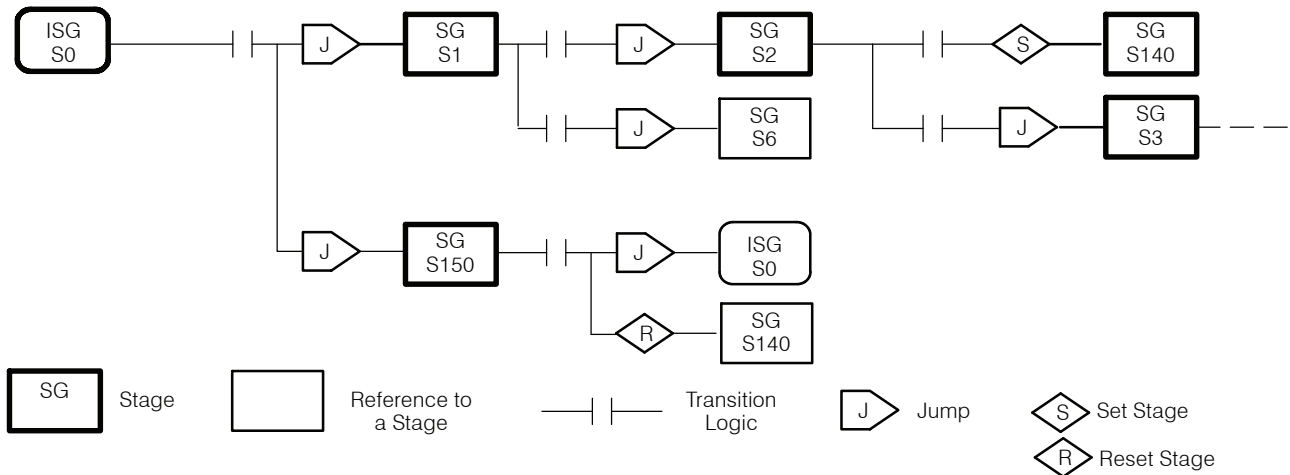 ISG
S0
J
SG
S1
J
SG
S2
S
SG
S140
J
SG
S6
J
SG
S3
J
SG
S150
J
ISG
S0
R
SG
S140
SG
Stage
Reference to
a Stage
Transition
Logic
J
Jump
S
Set Stage
R
Reset Stage